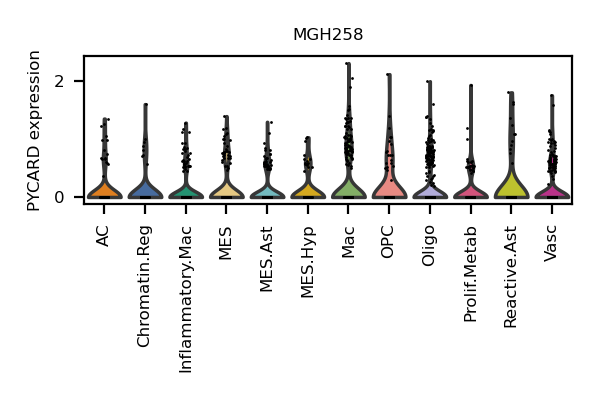 MGH258
PYCARD expression
2
0
AC
Chromatin.Reg
Inflammatory.Mac
MES
MES.Ast
MES.Hyp
Mac
OPC
Oligo
Prolif.Metab
Reactive.Ast
Vasc